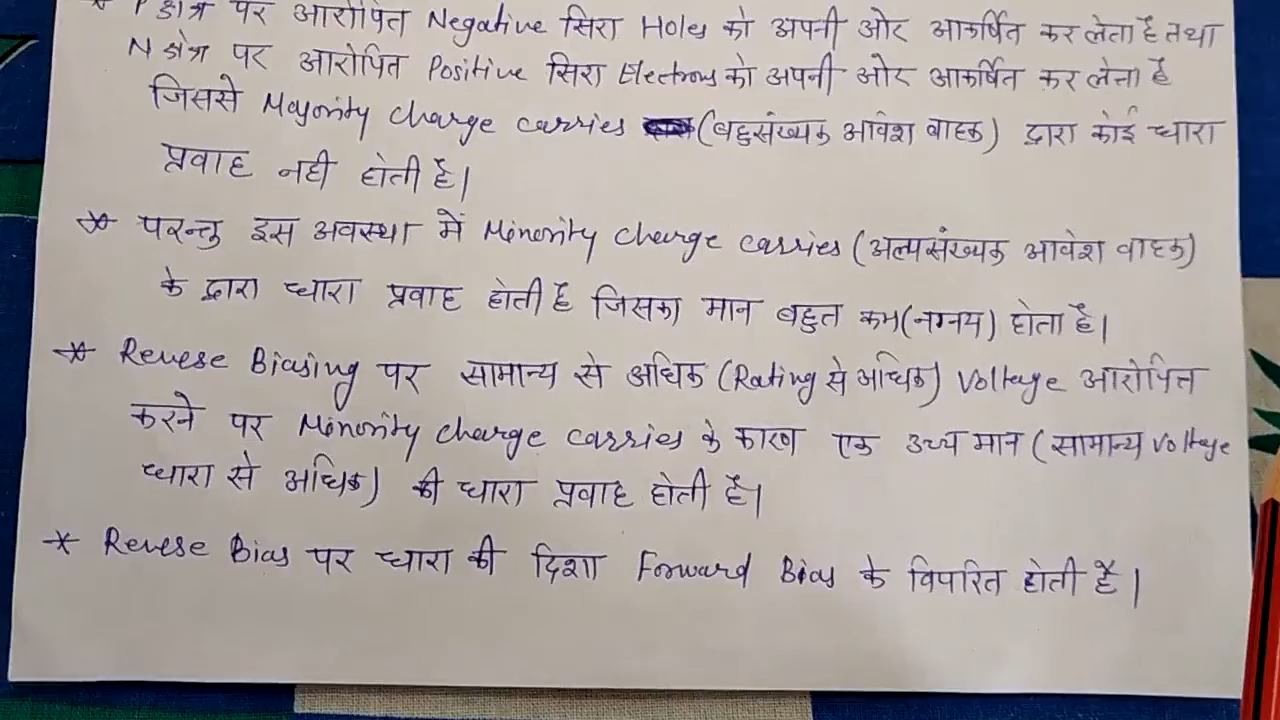 * P क्षेत्र पर आरोपित Negative सिरा Holes को अपनी ओर आकर्षित कर लेता है तथा
N क्षेत्र पर आरोपित Positive सिरा Electrons को अपनी ओर आकर्षित कर लेता है
जिससे Majority charge carries (बहुसंख्यक आवेश वाहक) द्वारा कोई धारा
प्रवाह नही होती है।
* परन्तु इस अवस्था में Minority charge carries (अल्पसंख्यक आवेश वाहक)
के द्वारा धारा प्रवाह होती है जिसका मान बहुत कम (नगनय) होता है।
* Reverse Biasing पर सामान्य से अधिक (Rating से अधिक) Voltage आरोपित
करने पर Minority charge carries के कारण एक उच्च मान (सामान्य voltage
धारा से अधिक) की धारा प्रवाह होती है।
* Reverse Bias पर धारा की दिशा Forward Bias के विपरित होती है।